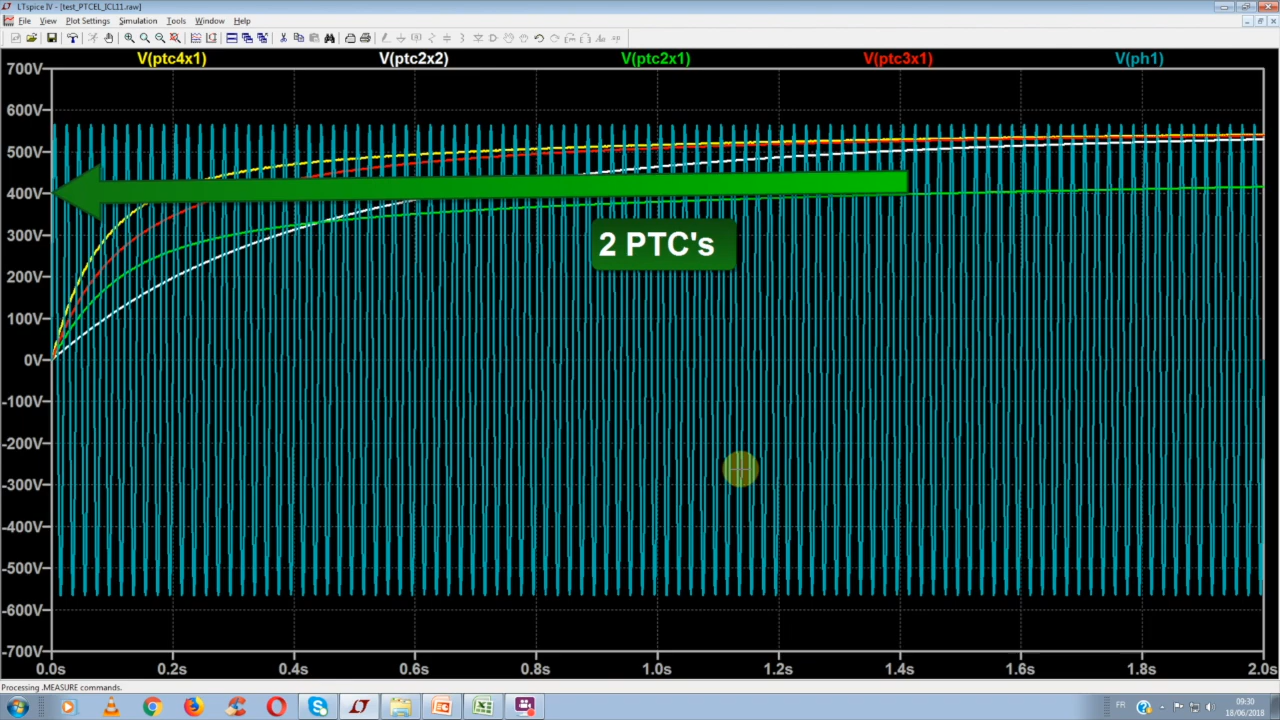 LTspice IV - [test_PTCEL_ICL11.raw]
File View Plot Settings Simulation Tools Window Help
V(ptc4x1) V(ptc2x2) V(ptc2x1) V(ptc3x1) V(ph1)
700V
600V
500V
400V
300V
200V
100V
0V
-100V
-200V
-300V
-400V
-500V
-600V
-700V
2 PTC's
0.0s 0.2s 0.4s 0.6s 0.8s 1.0s 1.2s 1.4s 1.6s 1.8s 2.0s
Processing .MEASURE commands.
FR 09:30
18/06/2018